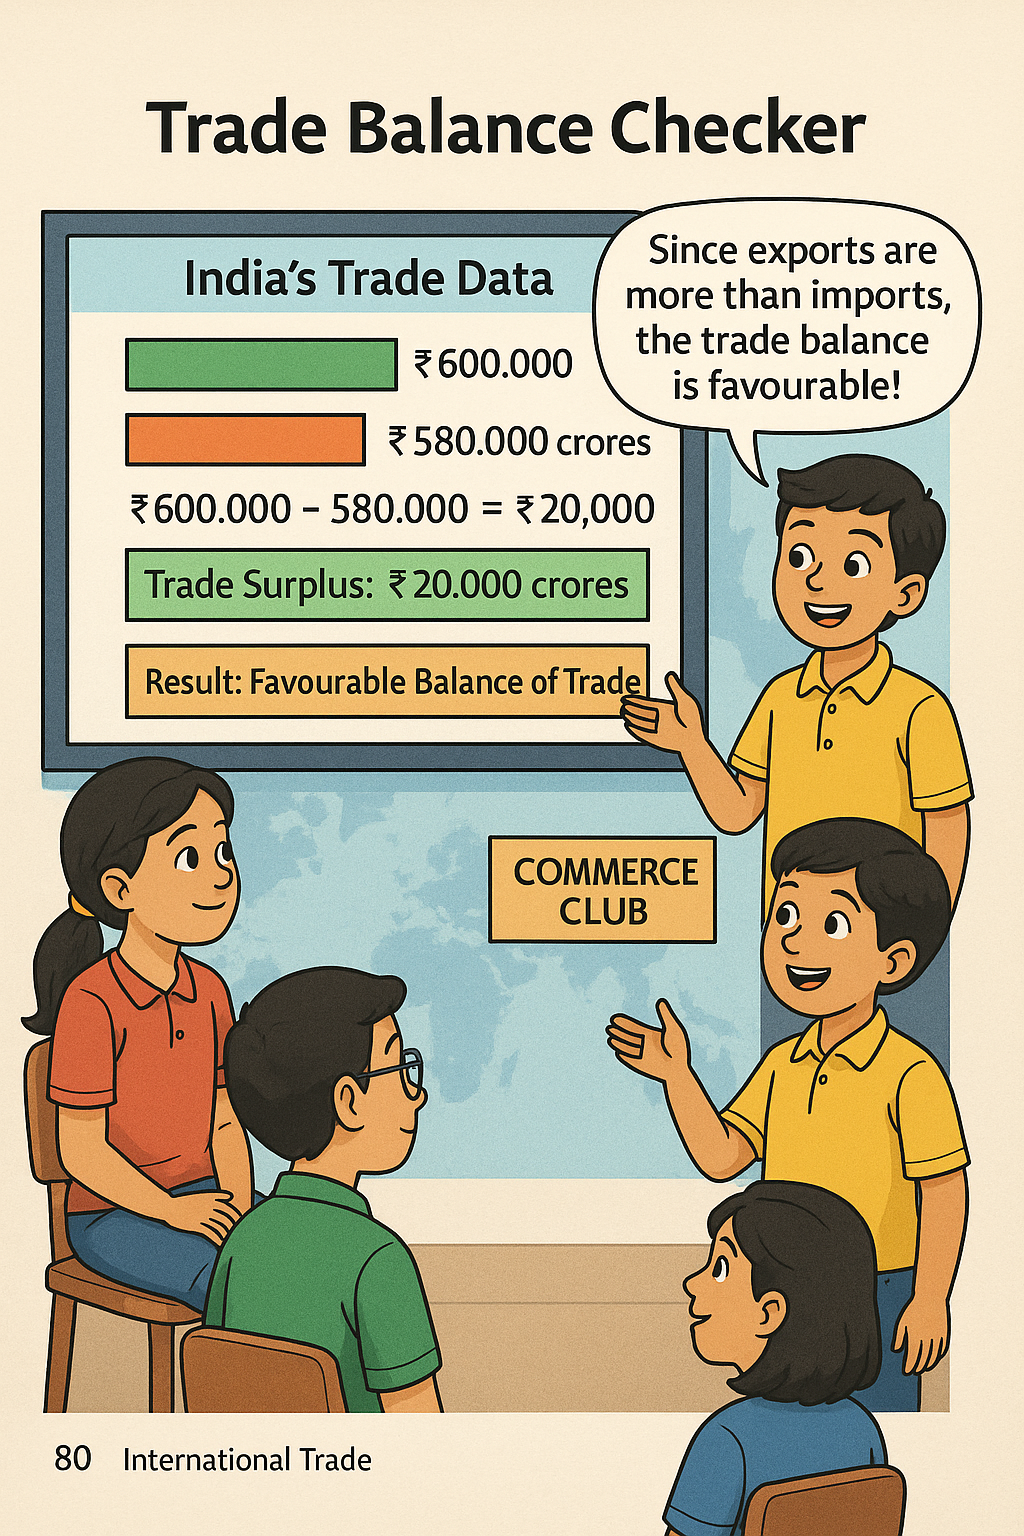 Trade Balance Checker
India's Trade Data
₹600.000
₹580.000 crores
₹600.000 – 580.000 = ₹20,000
Trade Surplus: ₹20.000 crores
Result: Favourable Balance of Trade
Since exports are
more than imports,
the trade balance
is favourable!
COMMERCE
CLUB
80 International Trade